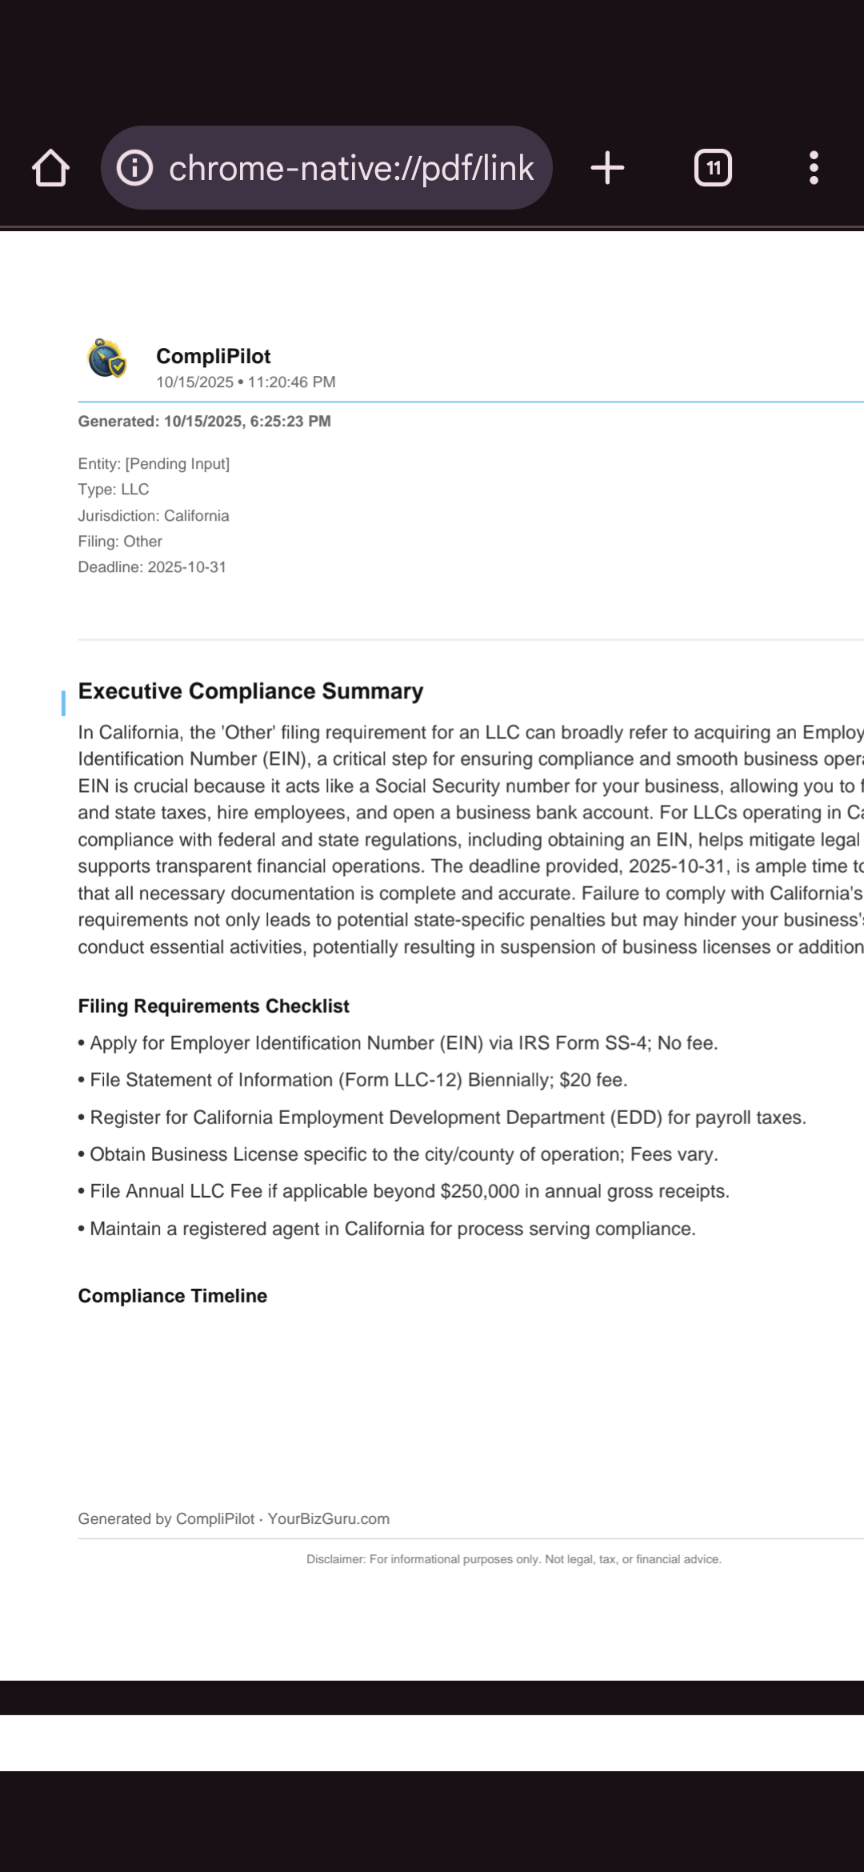 chrome-native://pdf/link
11
CompliPilot
10/15/2025 • 11:20:46 PM
Generated: 10/15/2025, 6:25:23 PM
Entity: [Pending Input]
Type: LLC
Jurisdiction: California
Filing: Other
Deadline: 2025-10-31
Executive Compliance Summary
In California, the 'Other' filing requirement for an LLC can broadly refer to acquiring an Employ
Identification Number (EIN), a critical step for ensuring compliance and smooth business opera
EIN is crucial because it acts like a Social Security number for your business, allowing you to f
and state taxes, hire employees, and open a business bank account. For LLCs operating in Ca
compliance with federal and state regulations, including obtaining an EIN, helps mitigate legal
supports transparent financial operations. The deadline provided, 2025-10-31, is ample time to
that all necessary documentation is complete and accurate. Failure to comply with California's
requirements not only leads to potential state-specific penalties but may hinder your business's
conduct essential activities, potentially resulting in suspension of business licenses or addition
Filing Requirements Checklist
• Apply for Employer Identification Number (EIN) via IRS Form SS-4; No fee.
• File Statement of Information (Form LLC-12) Biennially; $20 fee.
• Register for California Employment Development Department (EDD) for payroll taxes.
• Obtain Business License specific to the city/county of operation; Fees vary.
• File Annual LLC Fee if applicable beyond $250,000 in annual gross receipts.
• Maintain a registered agent in California for process serving compliance.
Compliance Timeline
Generated by CompliPilot · YourBizGuru.com
Disclaimer: For informational purposes only. Not legal, tax, or financial advice.